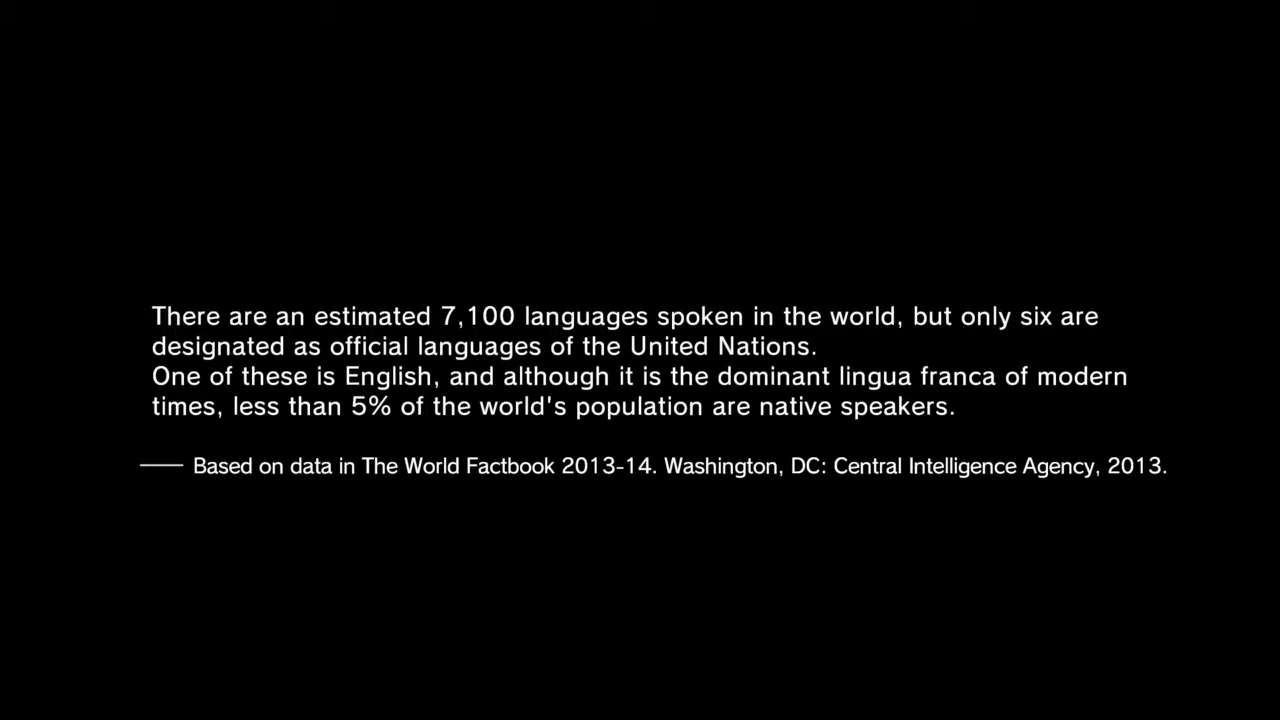 There are an estimated 7,100 languages spoken in the world, but only six are
designated as official languages of the United Nations.
One of these is English, and although it is the dominant lingua franca of modern
times, less than 5% of the world's population are native speakers.
—— Based on data in The World Factbook 2013-14. Washington, DC: Central Intelligence Agency, 2013.